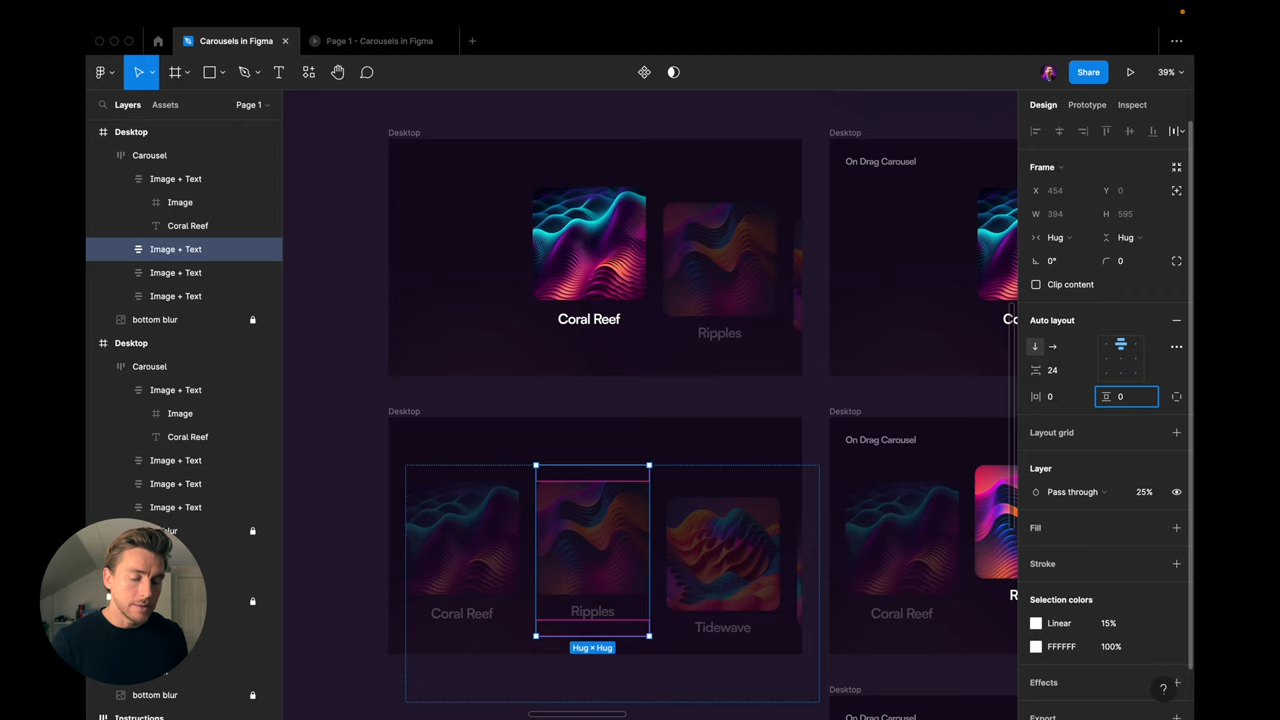 Carousels in Figma
Page 1 - Carousels in Figma
Share
39%
Layers
Assets
Page 1
Design
Prototype
Inspect
Desktop
Carousel
Image + Text
Image
Coral Reef
Image + Text
Image + Text
Image + Text
bottom blur
Desktop
Carousel
Image + Text
Image
Coral Reef
Image + Text
Image + Text
Image + Text
bottom blur
Instructions
Desktop
Coral Reef
Ripples
Desktop
On Drag Carousel
Desktop
Coral Reef
Ripples
Tidewave
Hug × Hug
Desktop
On Drag Carousel
Coral Reef
Desktop
On Drag Carousel
Frame
X 454
Y 0
W 394
H 595
Hug
Hug
0°
0
Clip content
Auto layout
24
0
0
Layout grid
Layer
Pass through
25%
Fill
Stroke
Selection colors
Linear
15%
FFFFFF
100%
Effects
?
Export